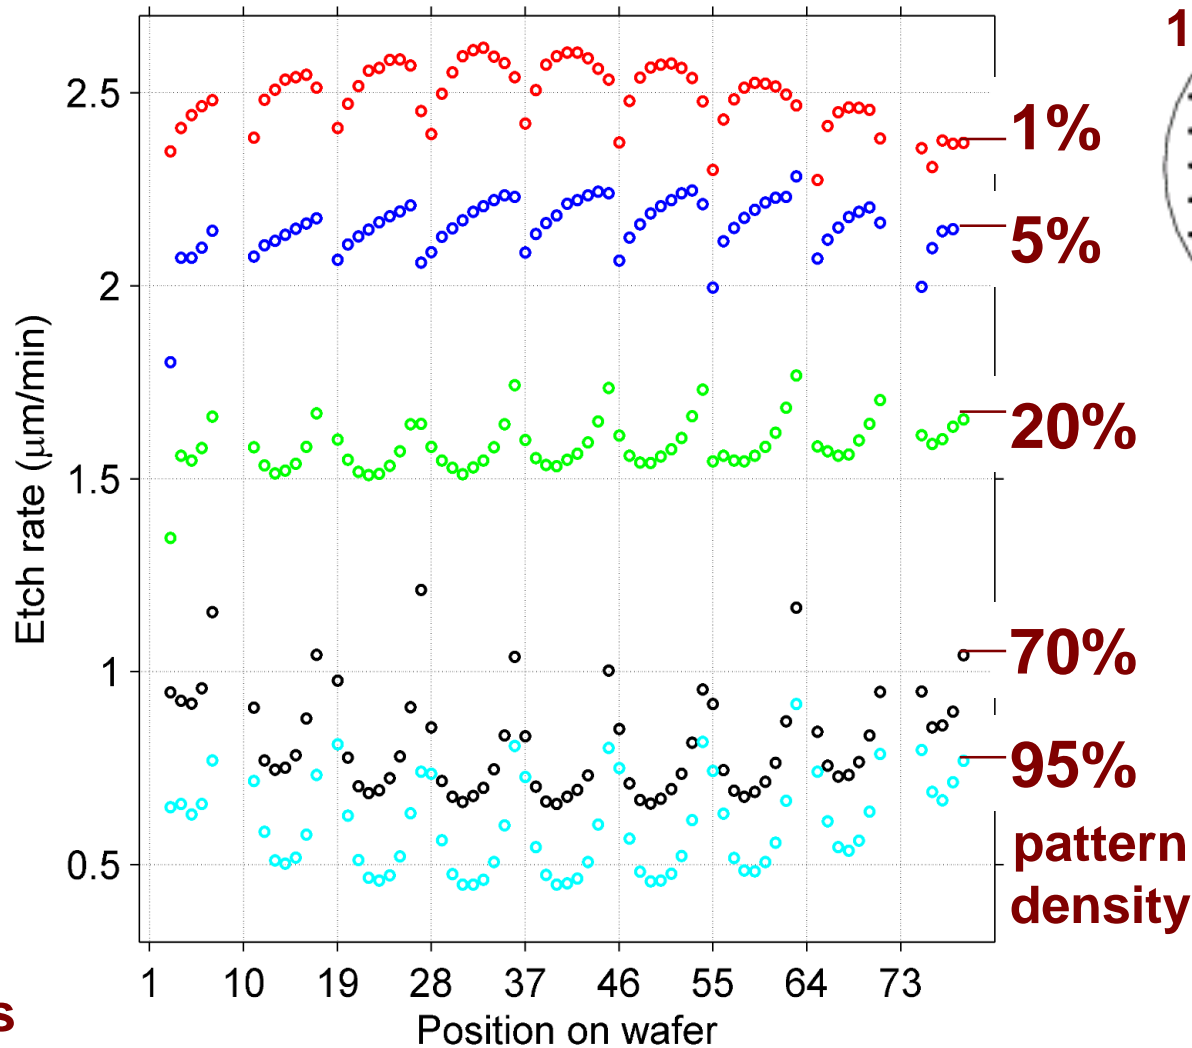 1
2.5
2
1.5
1
0.5
Etch rate (μm/min)
1 10 19 28 37 46 55 64 73
Position on wafer
1%
5%
20%
70%
95%
pattern
density
s